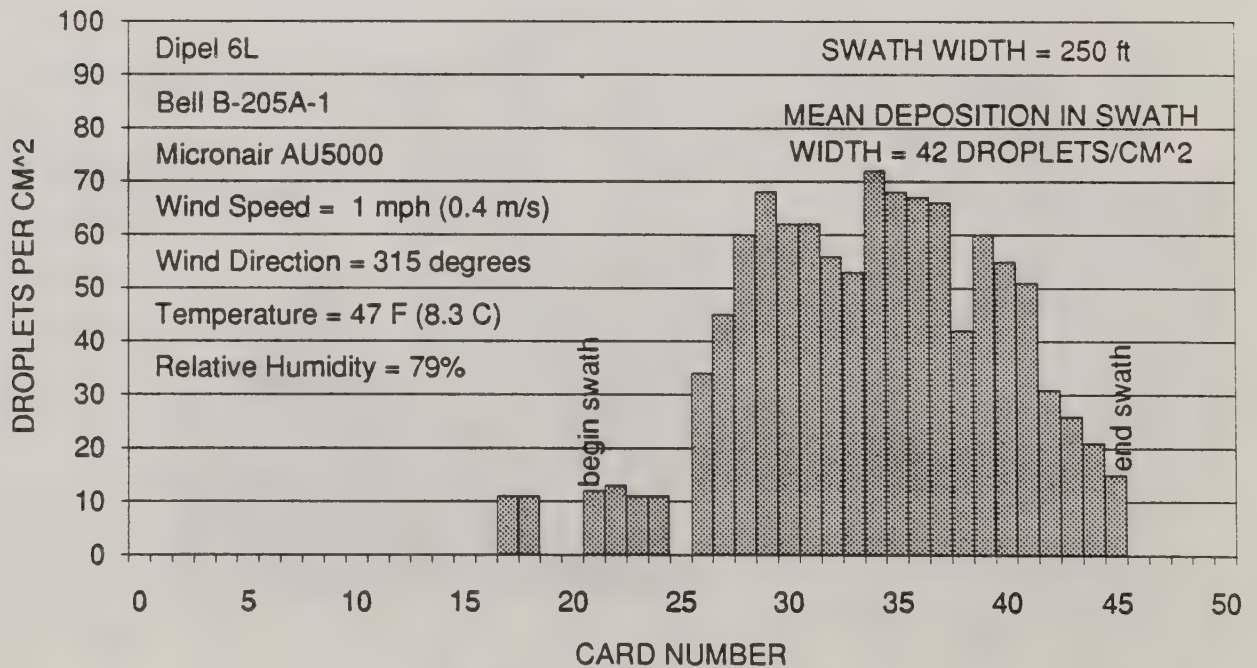 DROPLETS PER CM^2
100
90
80
70
60
50
40
30
20
10
0
Dipel 6L
Bell B-205A-1
Micronair AU5000
Wind Speed = 1 mph (0.4 m/s)
Wind Direction = 315 degrees
Temperature = 47 F (8.3 C)
Relative Humidity = 79%
SWATH WIDTH = 250 ft
MEAN DEPOSITION IN SWATH
WIDTH = 42 DROPLETS/CM^2
begin swath
end swath
0 5 10 15 20 25 30 35 40 45 50
CARD NUMBER